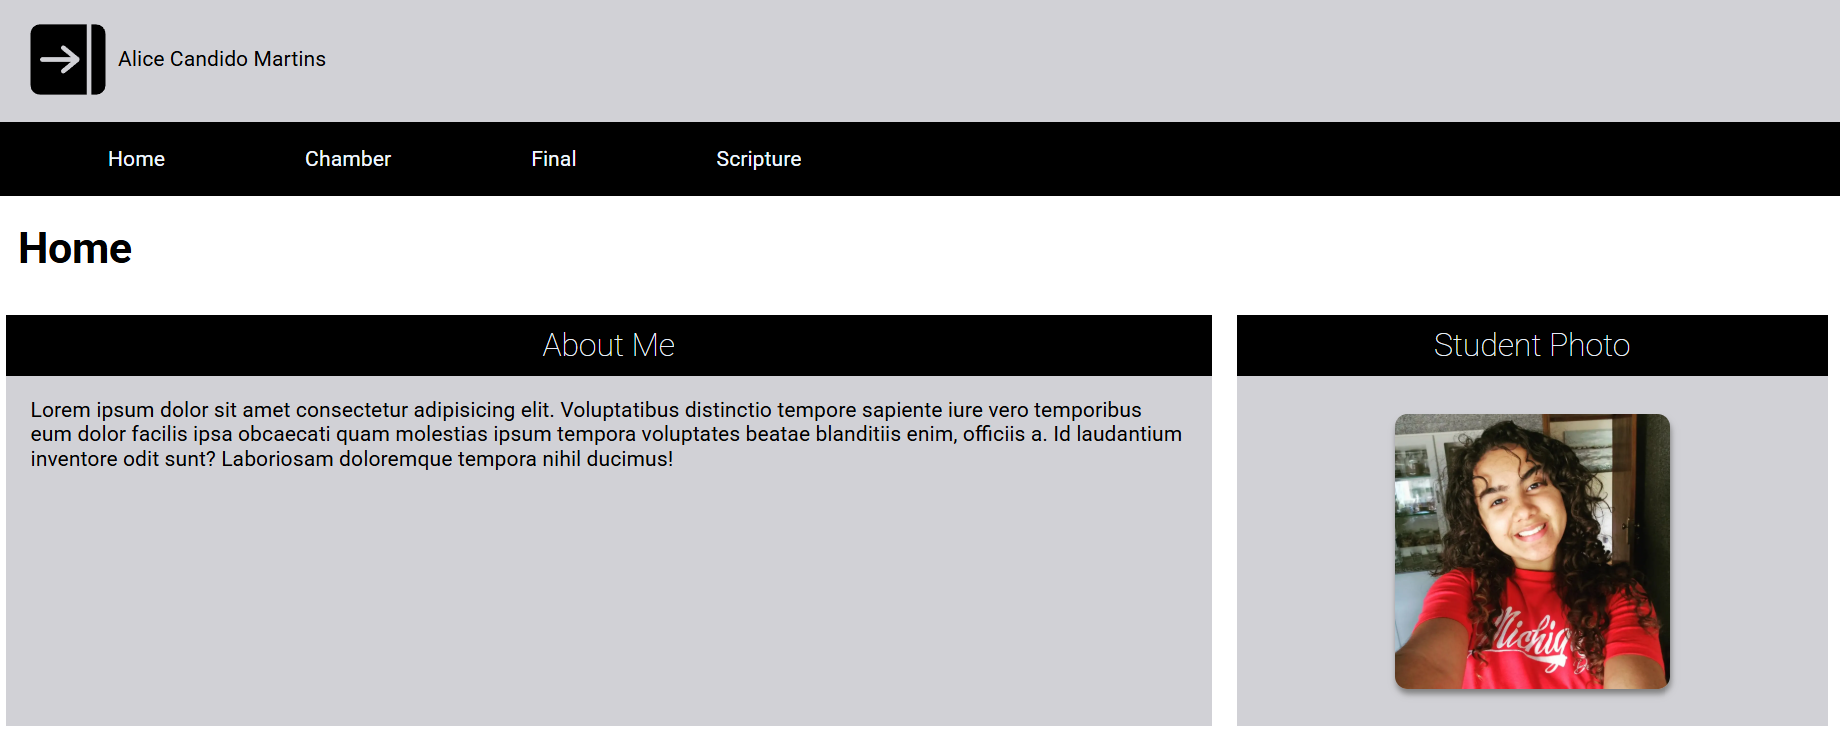 Alice Candido Martins
Home
Chamber
Final
Scripture
Home
About Me
Lorem ipsum dolor sit amet consectetur adipisicing elit. Voluptatibus distinctio tempore sapiente iure vero temporibus
eum dolor facilis ipsa obcaecati quam molestias ipsum tempora voluptates beatae blanditiis enim, officiis a. Id laudantium
inventore odit sunt? Laboriosam doloremque tempora nihil ducimus!
Student Photo